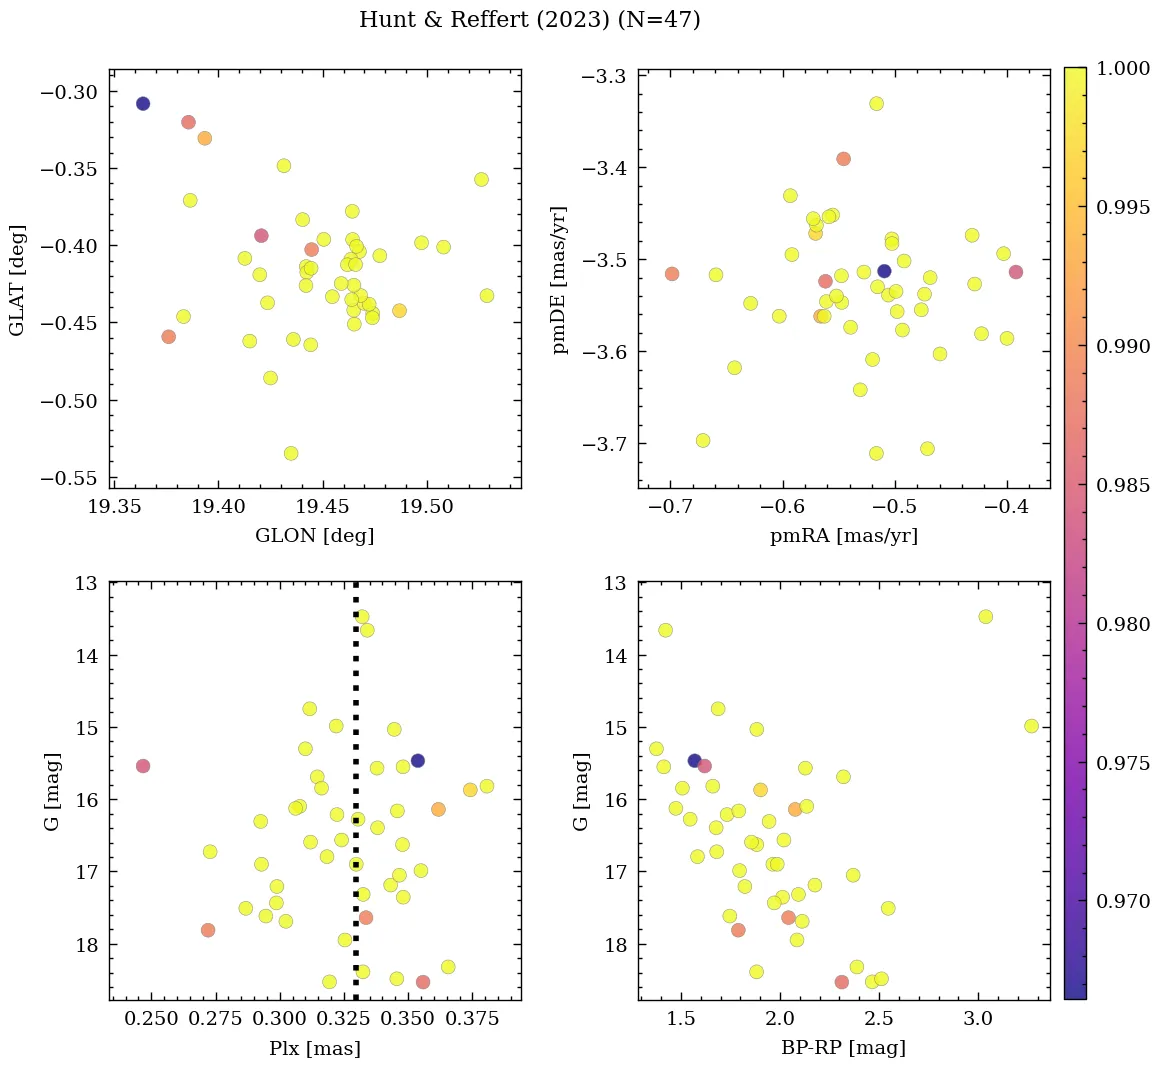 Hunt & Reffert (2023) (N=47)
−0.30
−0.35
−0.40
−0.45
−0.50
−0.55
GLAT [deg]
19.35 19.40 19.45 19.50
GLON [deg]
−3.3
−3.4
−3.5
−3.6
−3.7
pmDE [mas/yr]
−0.7 −0.6 −0.5 −0.4
pmRA [mas/yr]
13
14
15
16
17
18
G [mag]
0.250 0.275 0.300 0.325 0.350 0.375
Plx [mas]
13
14
15
16
17
18
G [mag]
1.5 2.0 2.5 3.0
BP-RP [mag]
1.000
0.995
0.990
0.985
0.980
0.975
0.970